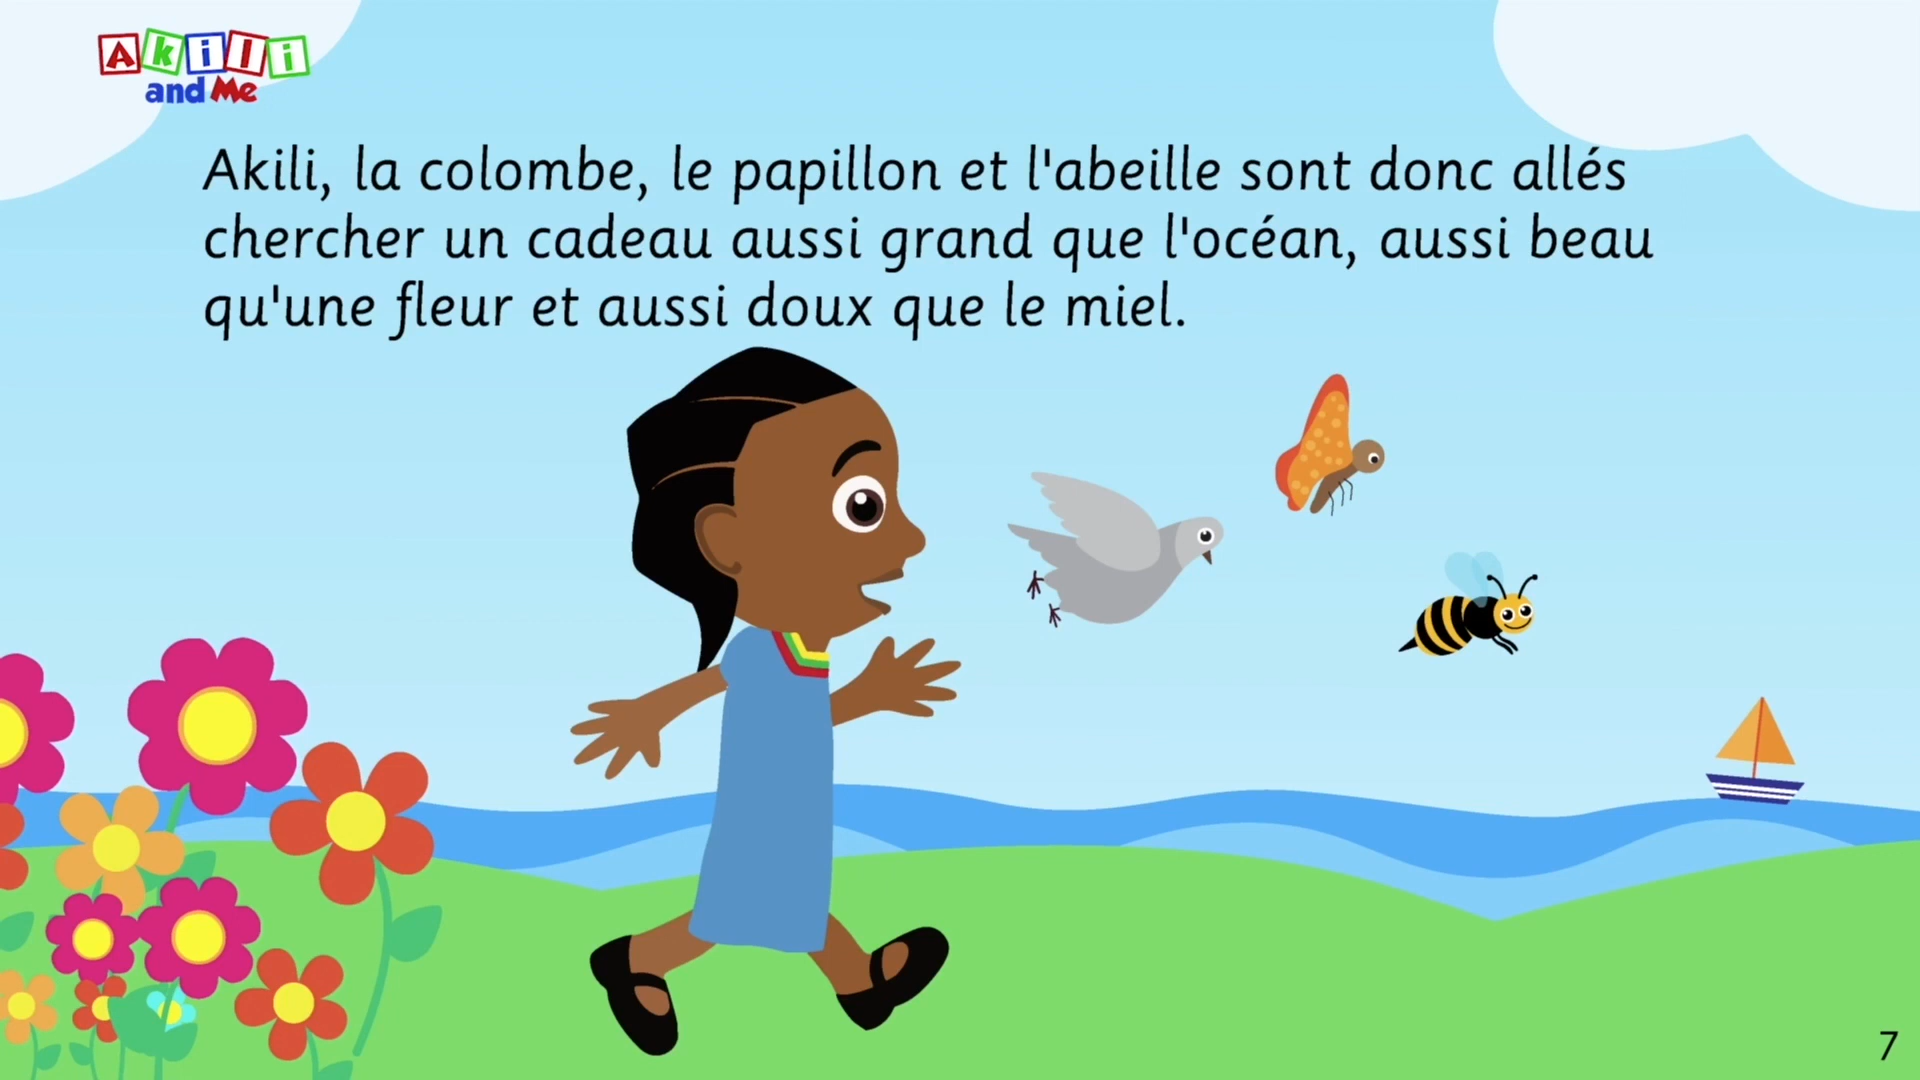 Akili
and Me
Akili, la colombe, le papillon et l'abeille sont donc allés
chercher un cadeau aussi grand que l'océan, aussi beau
qu'une fleur et aussi doux que le miel.
7